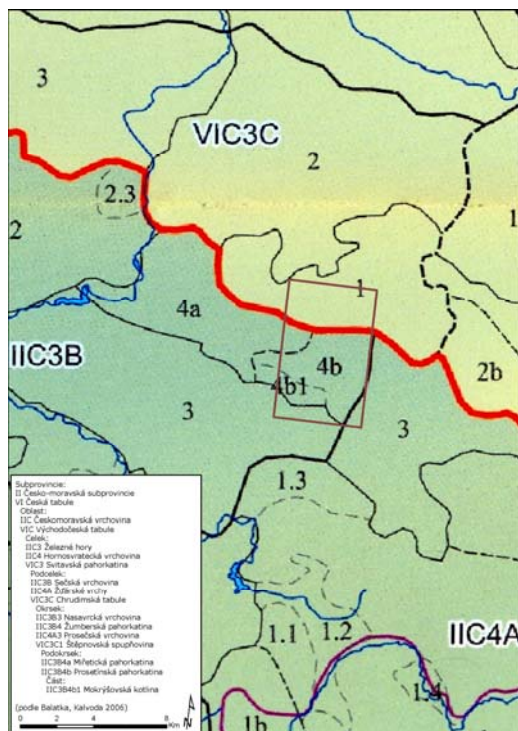 3
VIC3C
2
2.3
1
2
4a
1
IIC3B
4b
4b1
2b
3
3
1.3
Subprovincie:
II Česko-moravská subprovincie
VI Česká tabule
Oblast:
IIC Českomoravská vrchovina
VIC Východočeská tabule
Celek:
IIC3 Železné hory
IIC4 Hornosvratecká vrchovina
VIC3 Svitavská pahorkatina
Podcelek:
IIC3B Sečská vrchovina
IIC4A Žďárské vrchy
VIC3C Chrudimská tabule
Okrsek:
IIC3B3 Nasavrcká vrchovina
IIC3B4 Žumberská pahorkatina
IIC4A3 Prosečská vrchovina
VIC3C1 Štěpnovská spupňovina
Podokrsek:
IIC3B4a Miřetická pahorkatina
IIC3B4b Prosetínská pahorkatina
Část:
IIC3B4b1 Mokrýšovská kotlina
(podle Balatka, Kalvoda 2006)
N
0 2 4 8
Km
1.1
1.2
IIC4A
1.4
1b